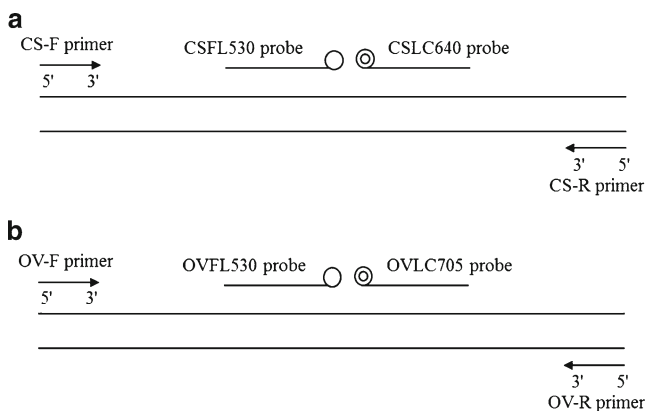 a
CS-F primer
CSFL530 probe
CSLC640 probe
5' 3'
3' 5'
CS-R primer
b
OV-F primer
OVFL530 probe
OVLC705 probe
5' 3'
3' 5'
OV-R primer